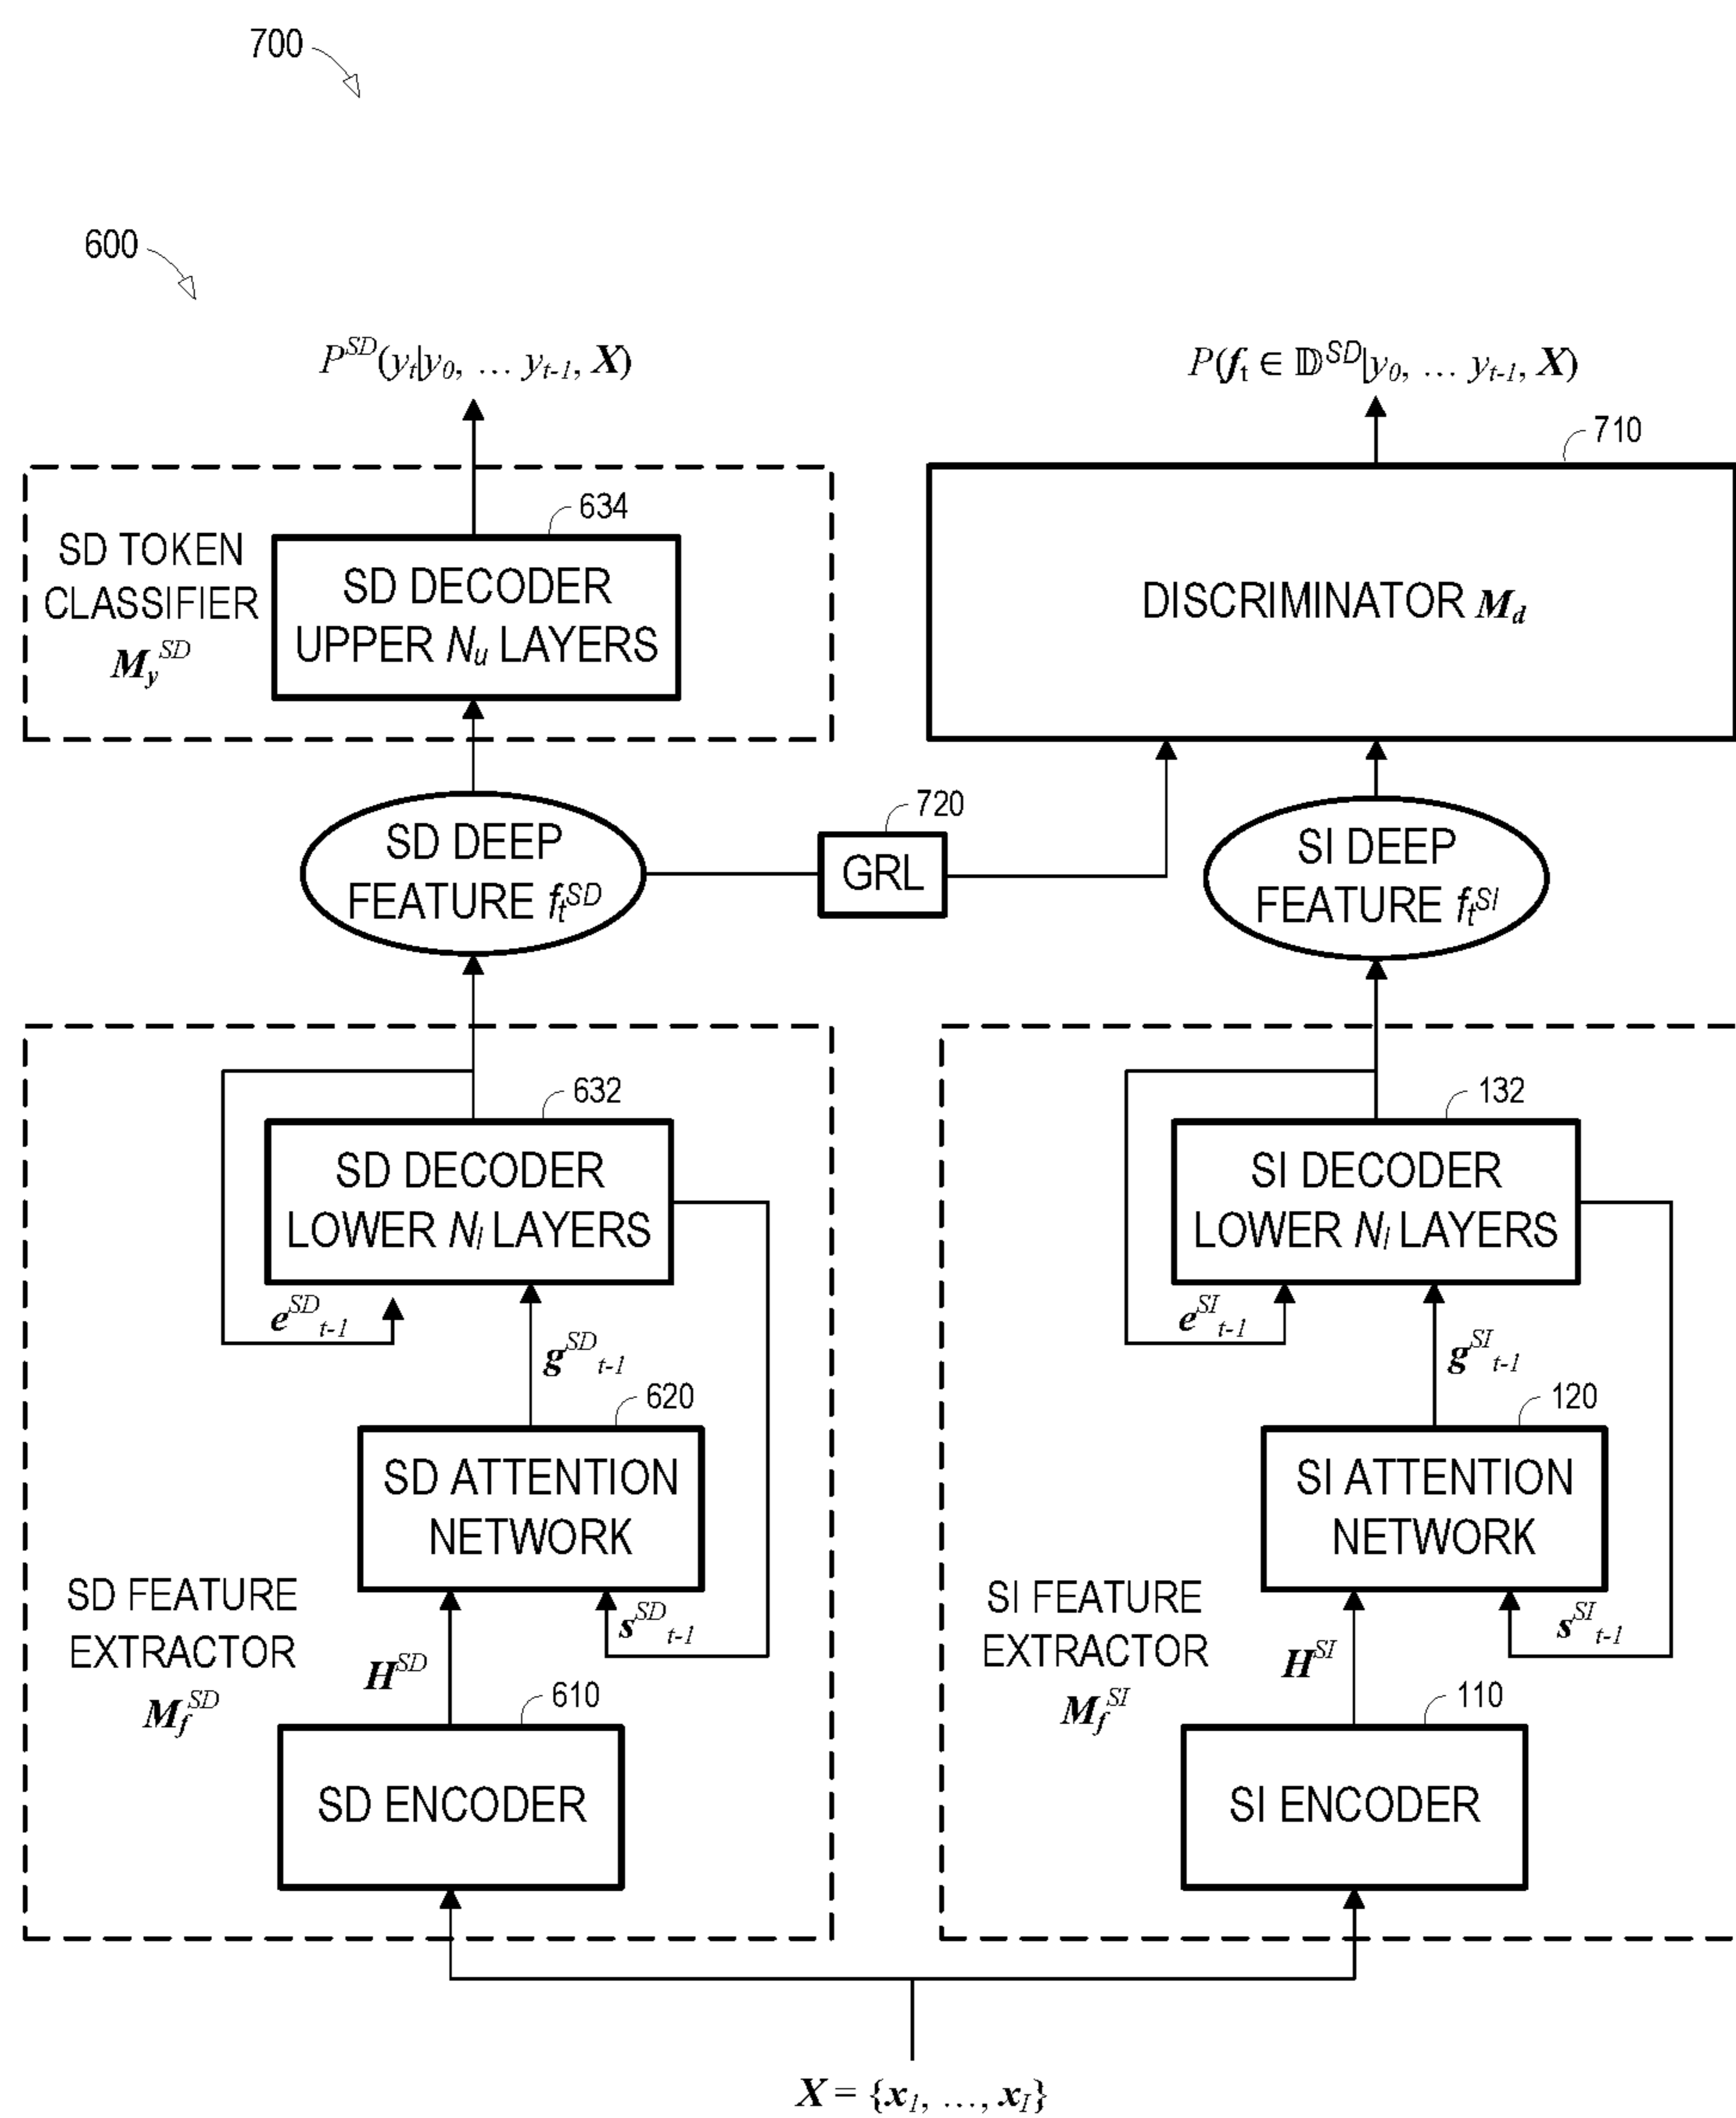 700
600
P^SD(y_t|y_0, … y_t-1, X)
P(f_t ∈ 𝔻^SD|y_0, … y_t-1, X)
710
634
SD TOKEN
CLASSIFIER
M_y^SD
SD DECODER
UPPER N_u LAYERS
DISCRIMINATOR M_d
720
SD DEEP
FEATURE f_t^SD
GRL
SI DEEP
FEATURE f_t^SI
632
132
SD DECODER
LOWER N_l LAYERS
SI DECODER
LOWER N_l LAYERS
e^SD_t-1
g^SD_t-1
e^SI_t-1
g^SI_t-1
620
120
SD ATTENTION
NETWORK
SI ATTENTION
NETWORK
SD FEATURE
EXTRACTOR
M_f^SD
H^SD
s^SD_t-1
SI FEATURE
EXTRACTOR
M_f^SI
H^SI
s^SI_t-1
610
110
SD ENCODER
SI ENCODER
X = {x_1, …, x_I}